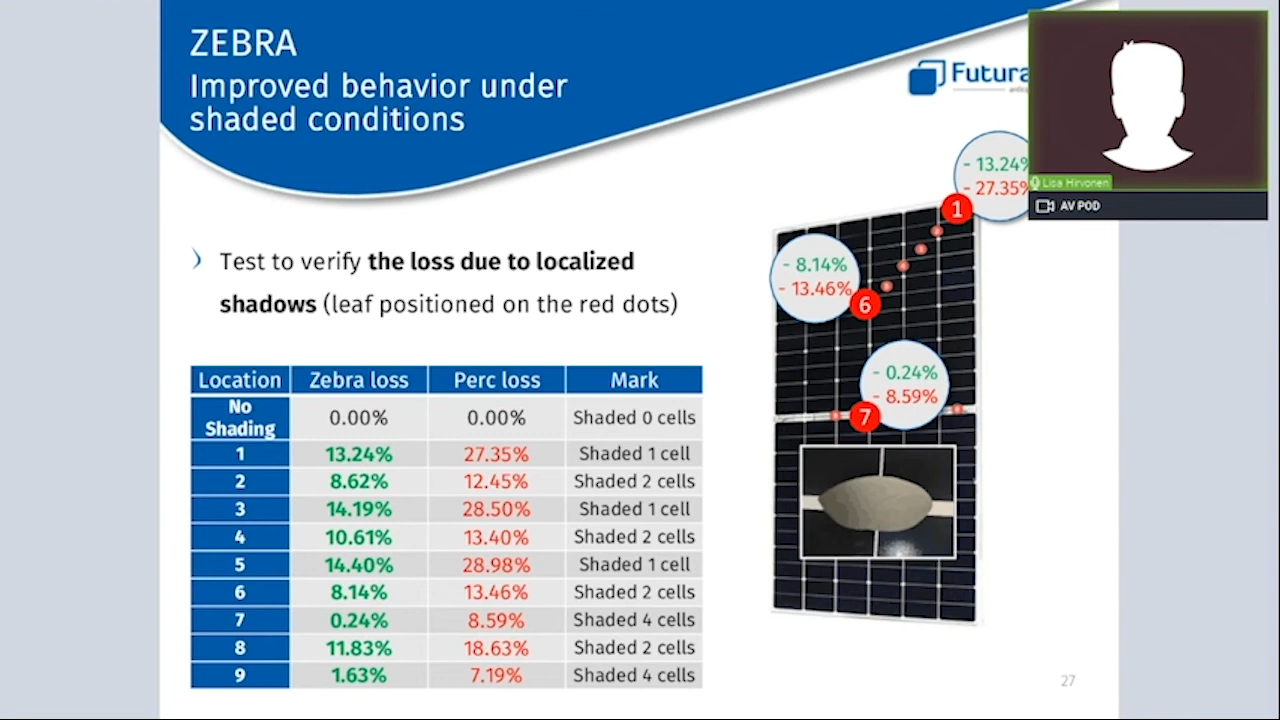 ZEBRA
Improved behavior under
shaded conditions
Futura
- 13.24%
- 27.35%
Lisa Hirvonen
AV POD
1
Test to verify the loss due to localized
shadows (leaf positioned on the red dots)
- 8.14%
- 13.46%
6
- 0.24%
- 8.59%
7
Location Zebra loss Perc loss Mark
No Shading 0.00% 0.00% Shaded 0 cells
1 13.24% 27.35% Shaded 1 cell
2 8.62% 12.45% Shaded 2 cells
3 14.19% 28.50% Shaded 1 cell
4 10.61% 13.40% Shaded 2 cells
5 14.40% 28.98% Shaded 1 cell
6 8.14% 13.46% Shaded 2 cells
7 0.24% 8.59% Shaded 4 cells
8 11.83% 18.63% Shaded 2 cells
9 1.63% 7.19% Shaded 4 cells
27